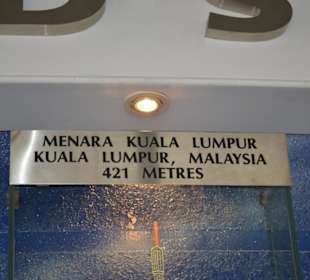 MENARA KUALA LUMPUR
KUALA LUMPUR, MALAYSIA
421 METRES